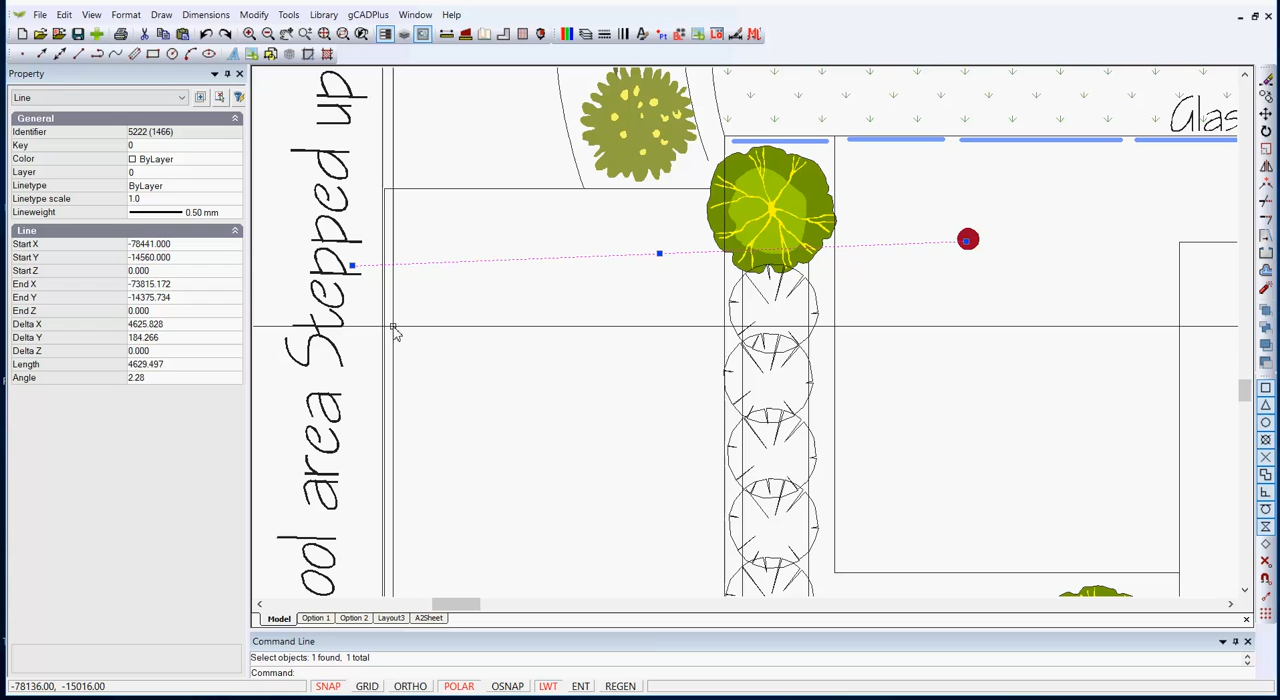 File Edit View Format Draw Dimensions Modify Tools Library gCADPlus Window Help
Property
Line
General
Identifier 5222 (1466)
Key 0
Color ByLayer
Layer 0
Linetype ByLayer
Linetype scale 1.0
Lineweight 0.50 mm
Line
Start X -78441.000
Start Y -14560.000
Start Z 0.000
End X -73815.172
End Y -14375.734
End Z 0.000
Delta X 4625.828
Delta Y 184.266
Delta Z 0.000
Length 4629.497
Angle 2.28
ool area Stepped up
Glas
Model Option 1 Option 2 Layout3 A2Sheet
Command Line
Select objects: 1 found, 1 total
Command:
-78136.00, -15016.00 SNAP GRID ORTHO POLAR OSNAP LWT ENT REGEN